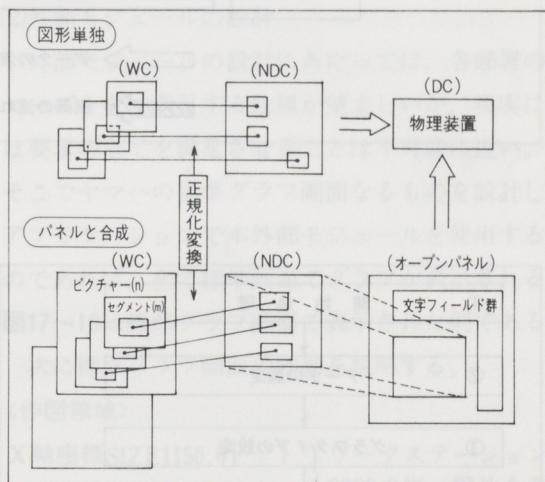 図形単独
(WC)
(NDC)
(DC)
物理装置
正規化変換
パネルと合成
(WC)
(NDC)
(オープンパネル)
ピクチャー(n)
セグメント(m)
文字フィールド群